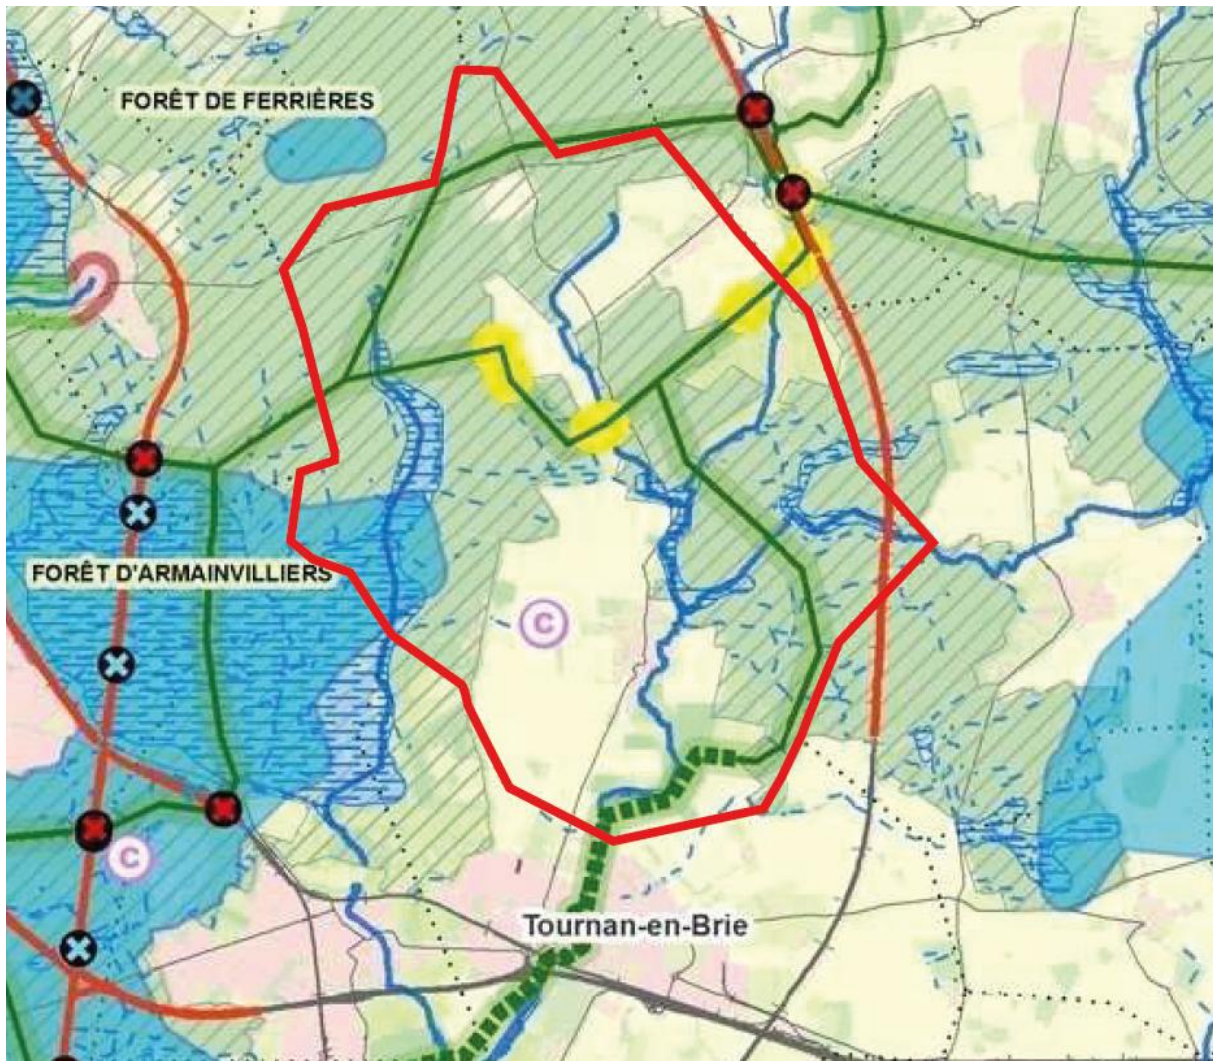 FORÊT DE FERRIÈRES
C
FORÊT D'ARMAINVILLIERS
C
Tournan-en-Brie